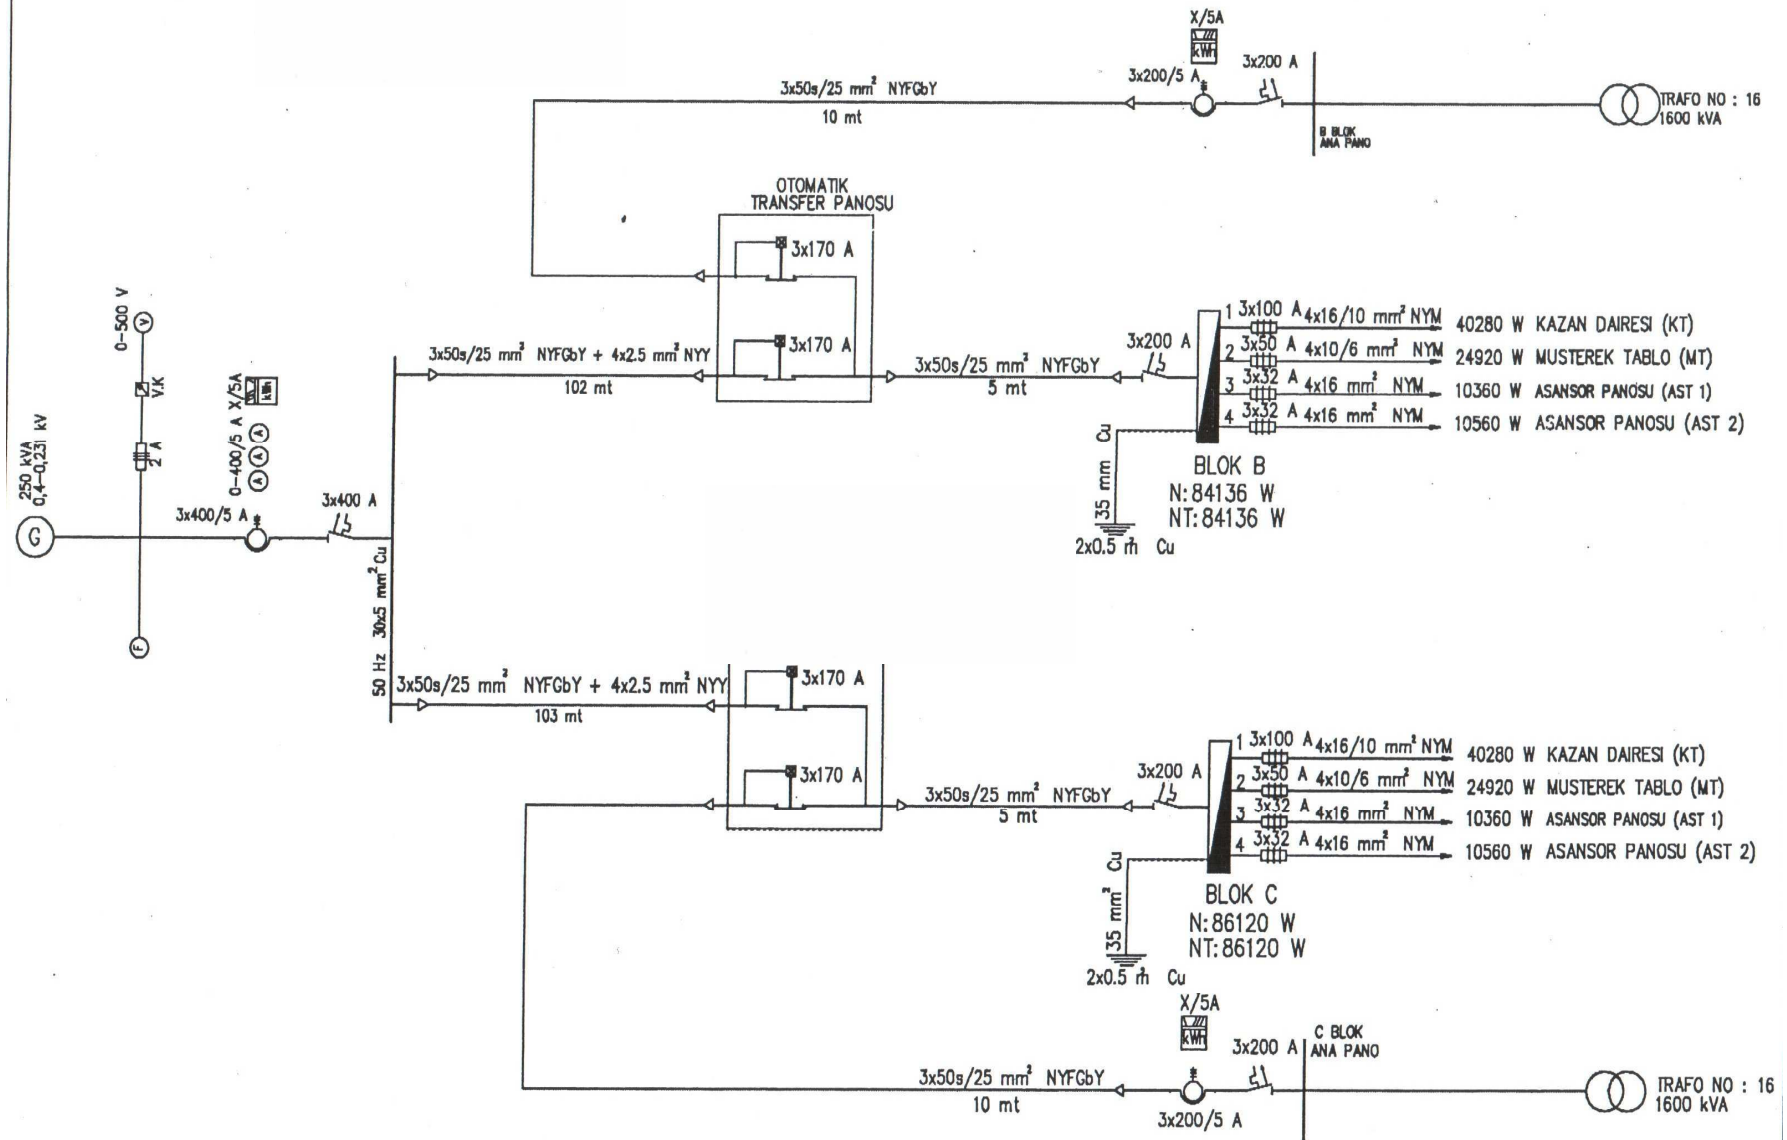 X/5A
kWh
3x200/5 A
3x200 A
3x50s/25 mm² NYFGbY
10 mt
B BLOK
ANA PANO
TRAFO NO : 16
1600 kVA
OTOMATIK
TRANSFER PANOSU
3x170 A
3x170 A
0-500 V
V
V.K
2 A
250 kVA
0,4-0,231 kV
G
F
0-400/5 A X/5A
kWh
A A A
3x400/5 A
3x400 A
50 Hz 30x5 mm² Cu
3x50s/25 mm² NYFGbY + 4x2.5 mm² NYY
102 mt
3x50s/25 mm² NYFGbY
5 mt
3x200 A
1 3x100 A 4x16/10 mm² NYM 40280 W KAZAN DAIRESI (KT)
2 3x50 A 4x10/6 mm² NYM 24920 W MUSTEREK TABLO (MT)
3 3x32 A 4x16 mm² NYM 10360 W ASANSOR PANOSU (AST 1)
4 3x32 A 4x16 mm² NYM 10560 W ASANSOR PANOSU (AST 2)
35 mm Cu
2x0.5 m² Cu
BLOK B
N:84136 W
NT:84136 W
3x50s/25 mm² NYFGbY + 4x2.5 mm² NYY
103 mt
3x170 A
3x170 A
3x50s/25 mm² NYFGbY
5 mt
3x200 A
1 3x100 A 4x16/10 mm² NYM 40280 W KAZAN DAIRESI (KT)
2 3x50 A 4x10/6 mm² NYM 24920 W MUSTEREK TABLO (MT)
3 3x32 A 4x16 mm² NYM 10360 W ASANSOR PANOSU (AST 1)
4 3x32 A 4x16 mm² NYM 10560 W ASANSOR PANOSU (AST 2)
35 mm² Cu
2x0.5 m² Cu
BLOK C
N:86120 W
NT:86120 W
X/5A
kWh
3x200 A
C BLOK
ANA PANO
3x50s/25 mm² NYFGbY
10 mt
3x200/5 A
TRAFO NO : 16
1600 kVA